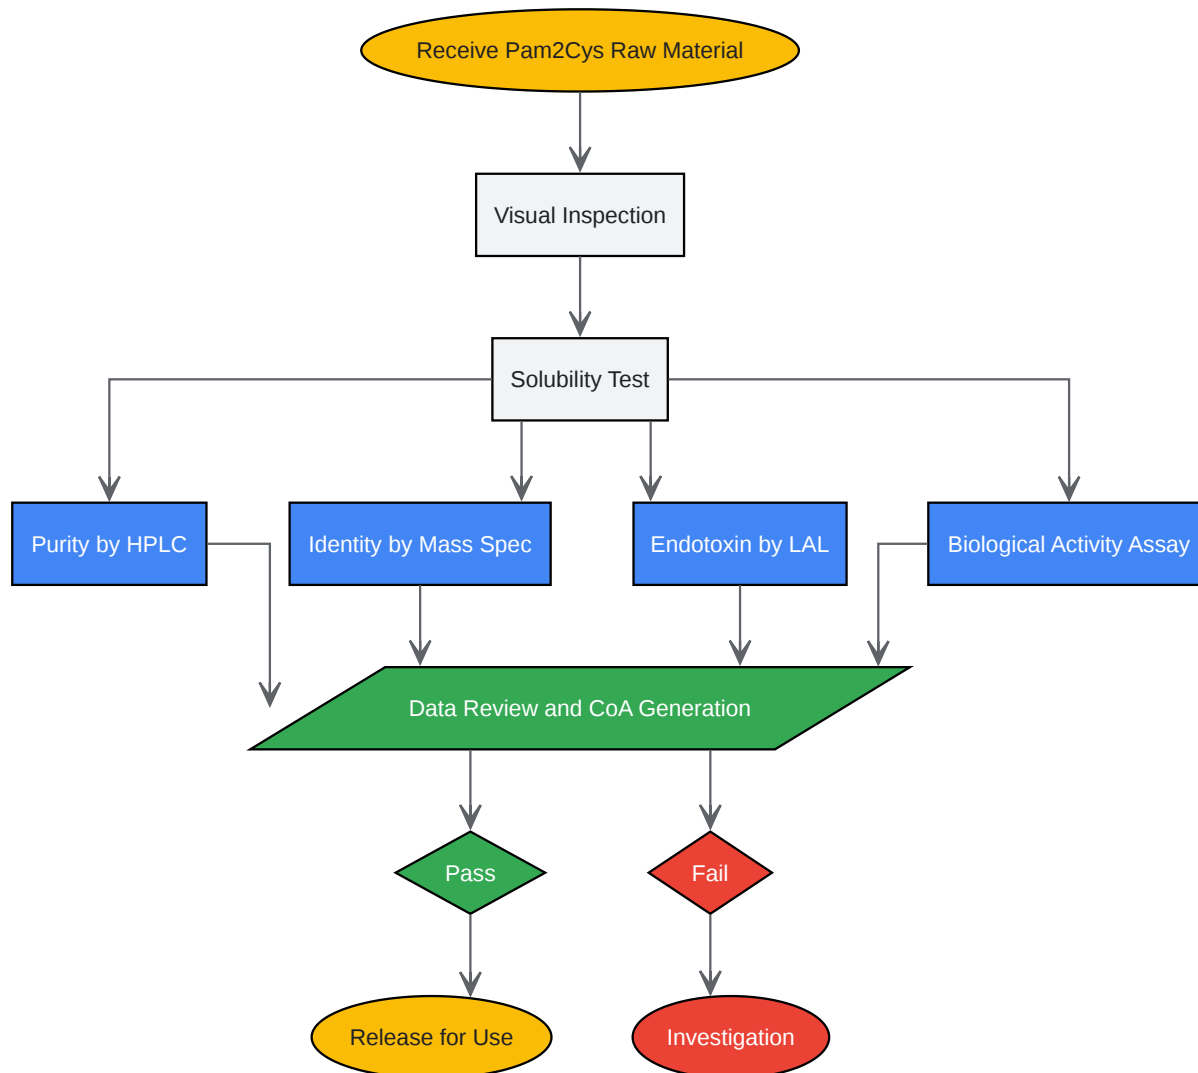 Receive Pam2Cys Raw Material
Visual Inspection
Solubility Test
Purity by HPLC
Identity by Mass Spec
Endotoxin by LAL
Biological Activity Assay
Data Review and CoA Generation
Pass
Fail
Release for Use
Investigation